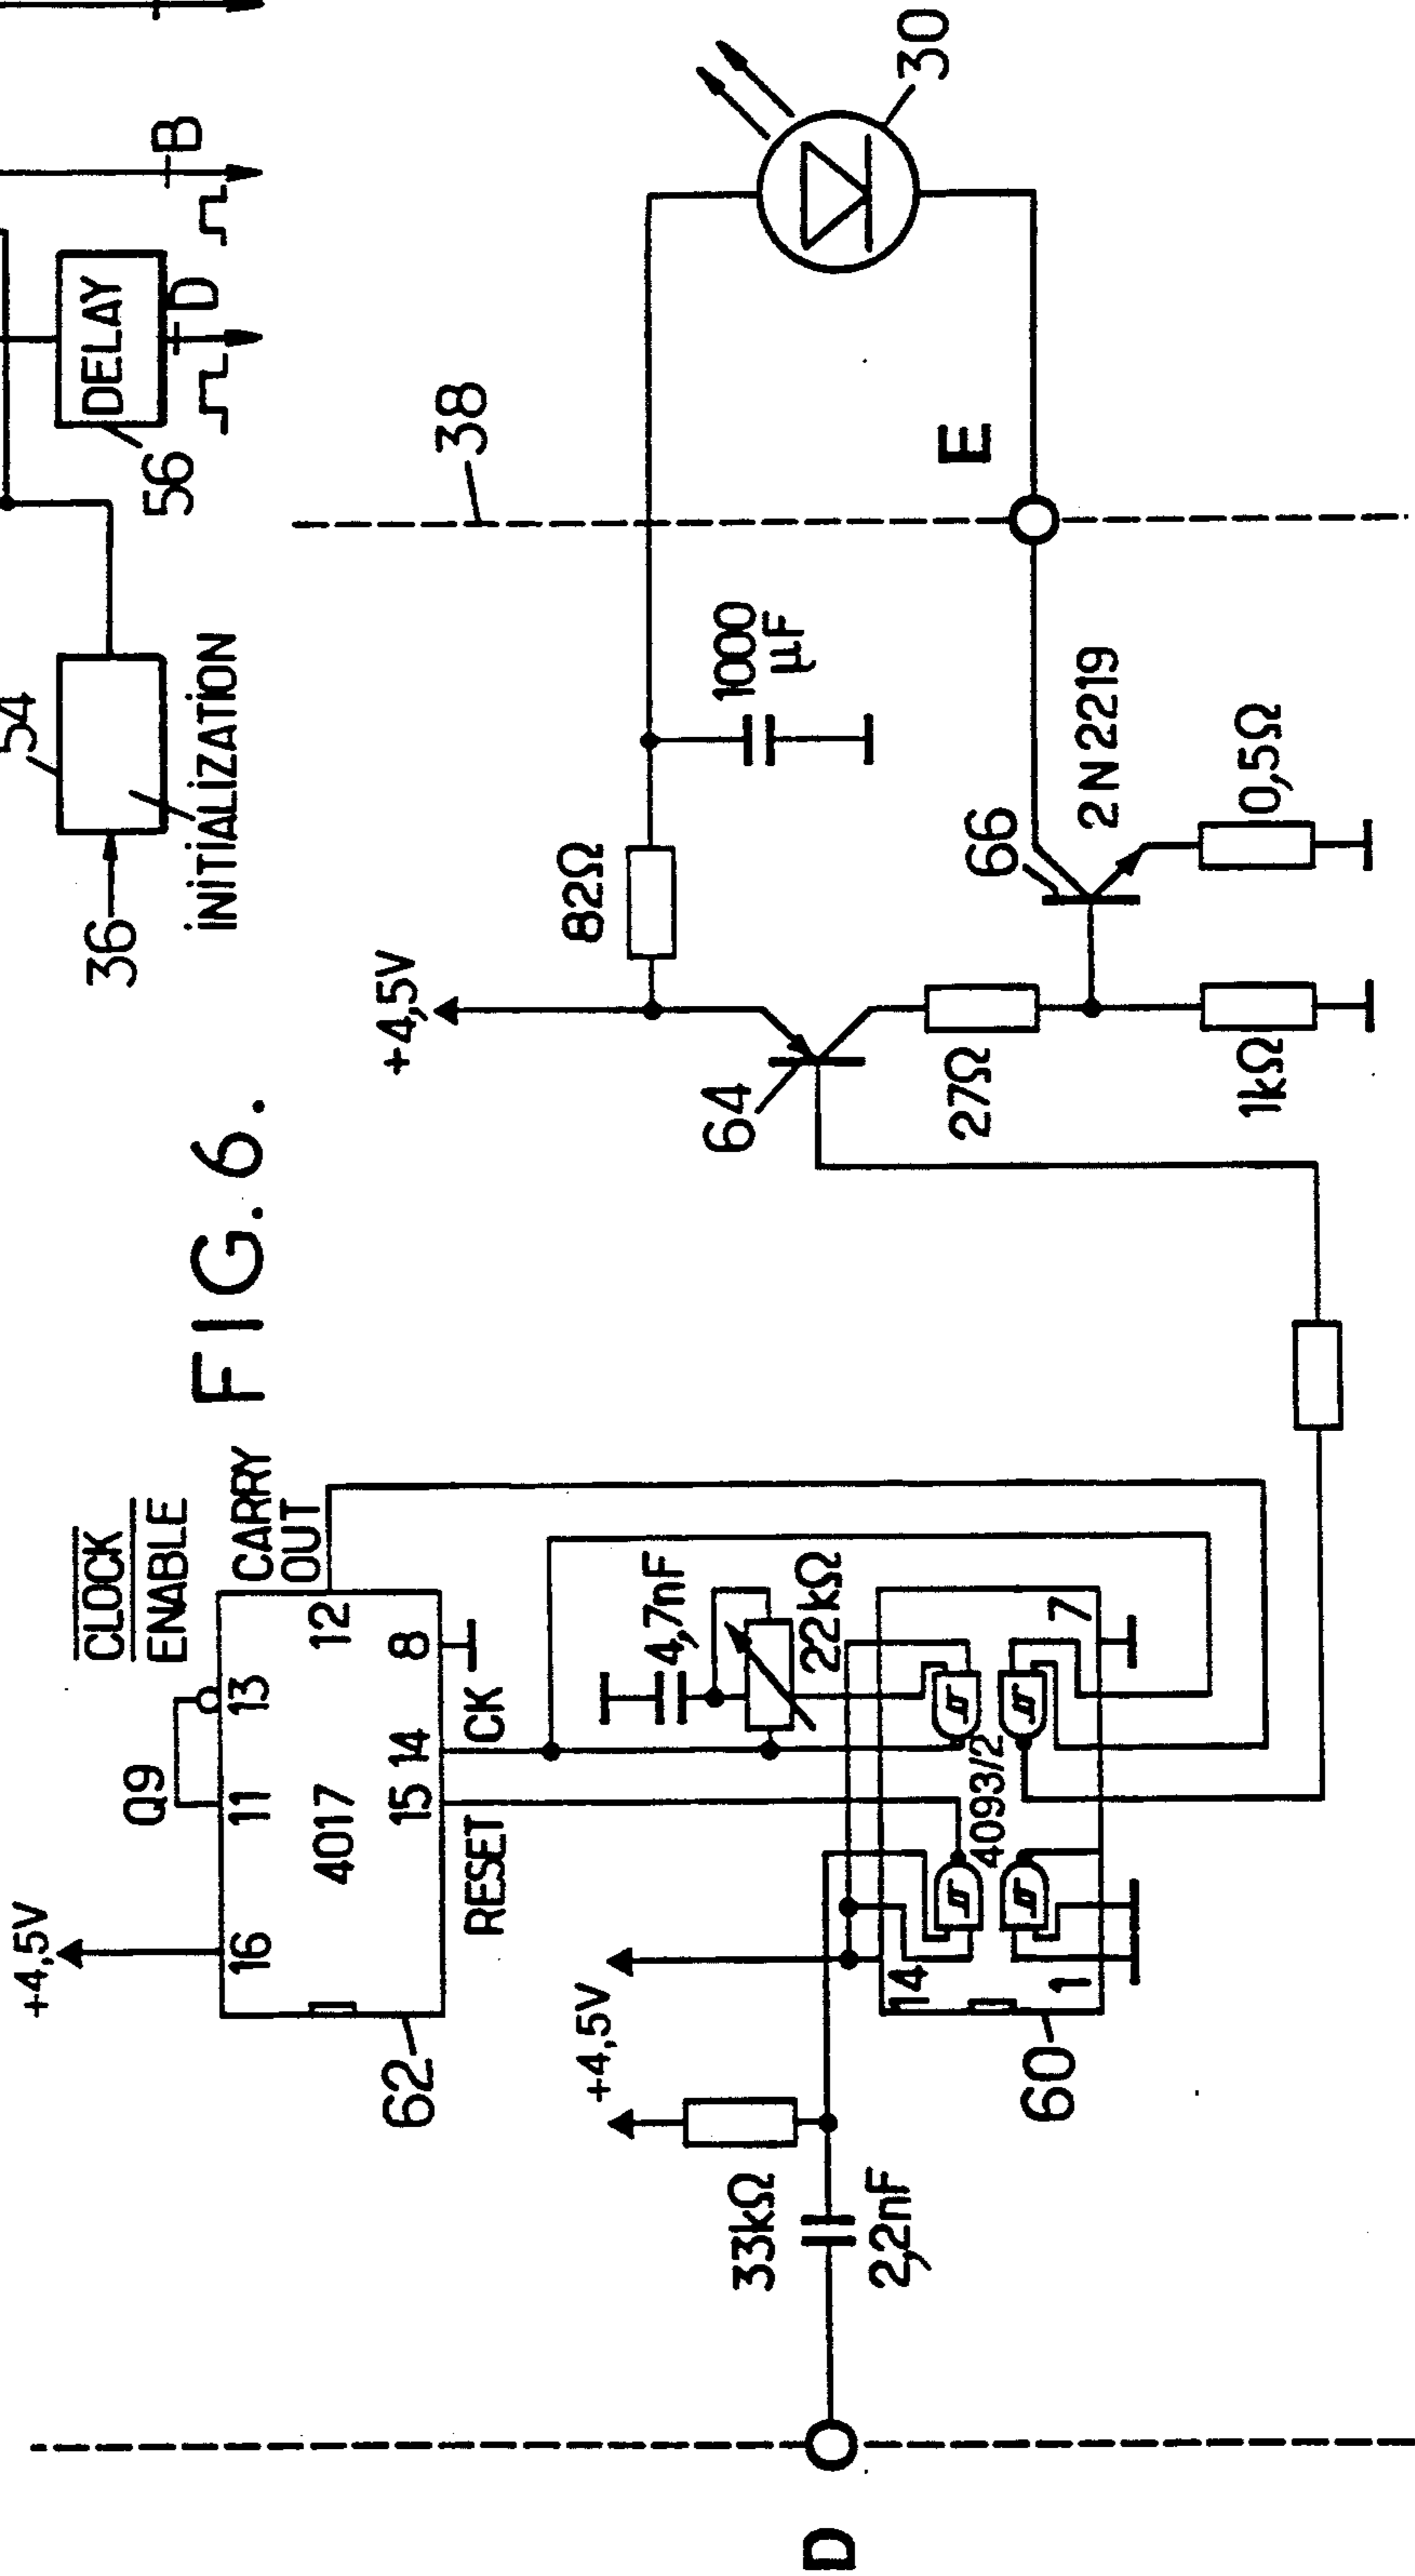 54
36
INITIALIZATION
56
DELAY
D
B
FIG. 6.
+4,5V
Q9
CLOCK
ENABLE
16
11
13
4017
12
CARRY
OUT
15
14
8
RESET
CK
62
+4,5V
33kΩ
2,2nF
D
4,7nF
22kΩ
14
7
1
4093/2
60
+4,5V
82Ω
64
27Ω
1kΩ
1000
µF
66
2N2219
0,5Ω
38
E
30